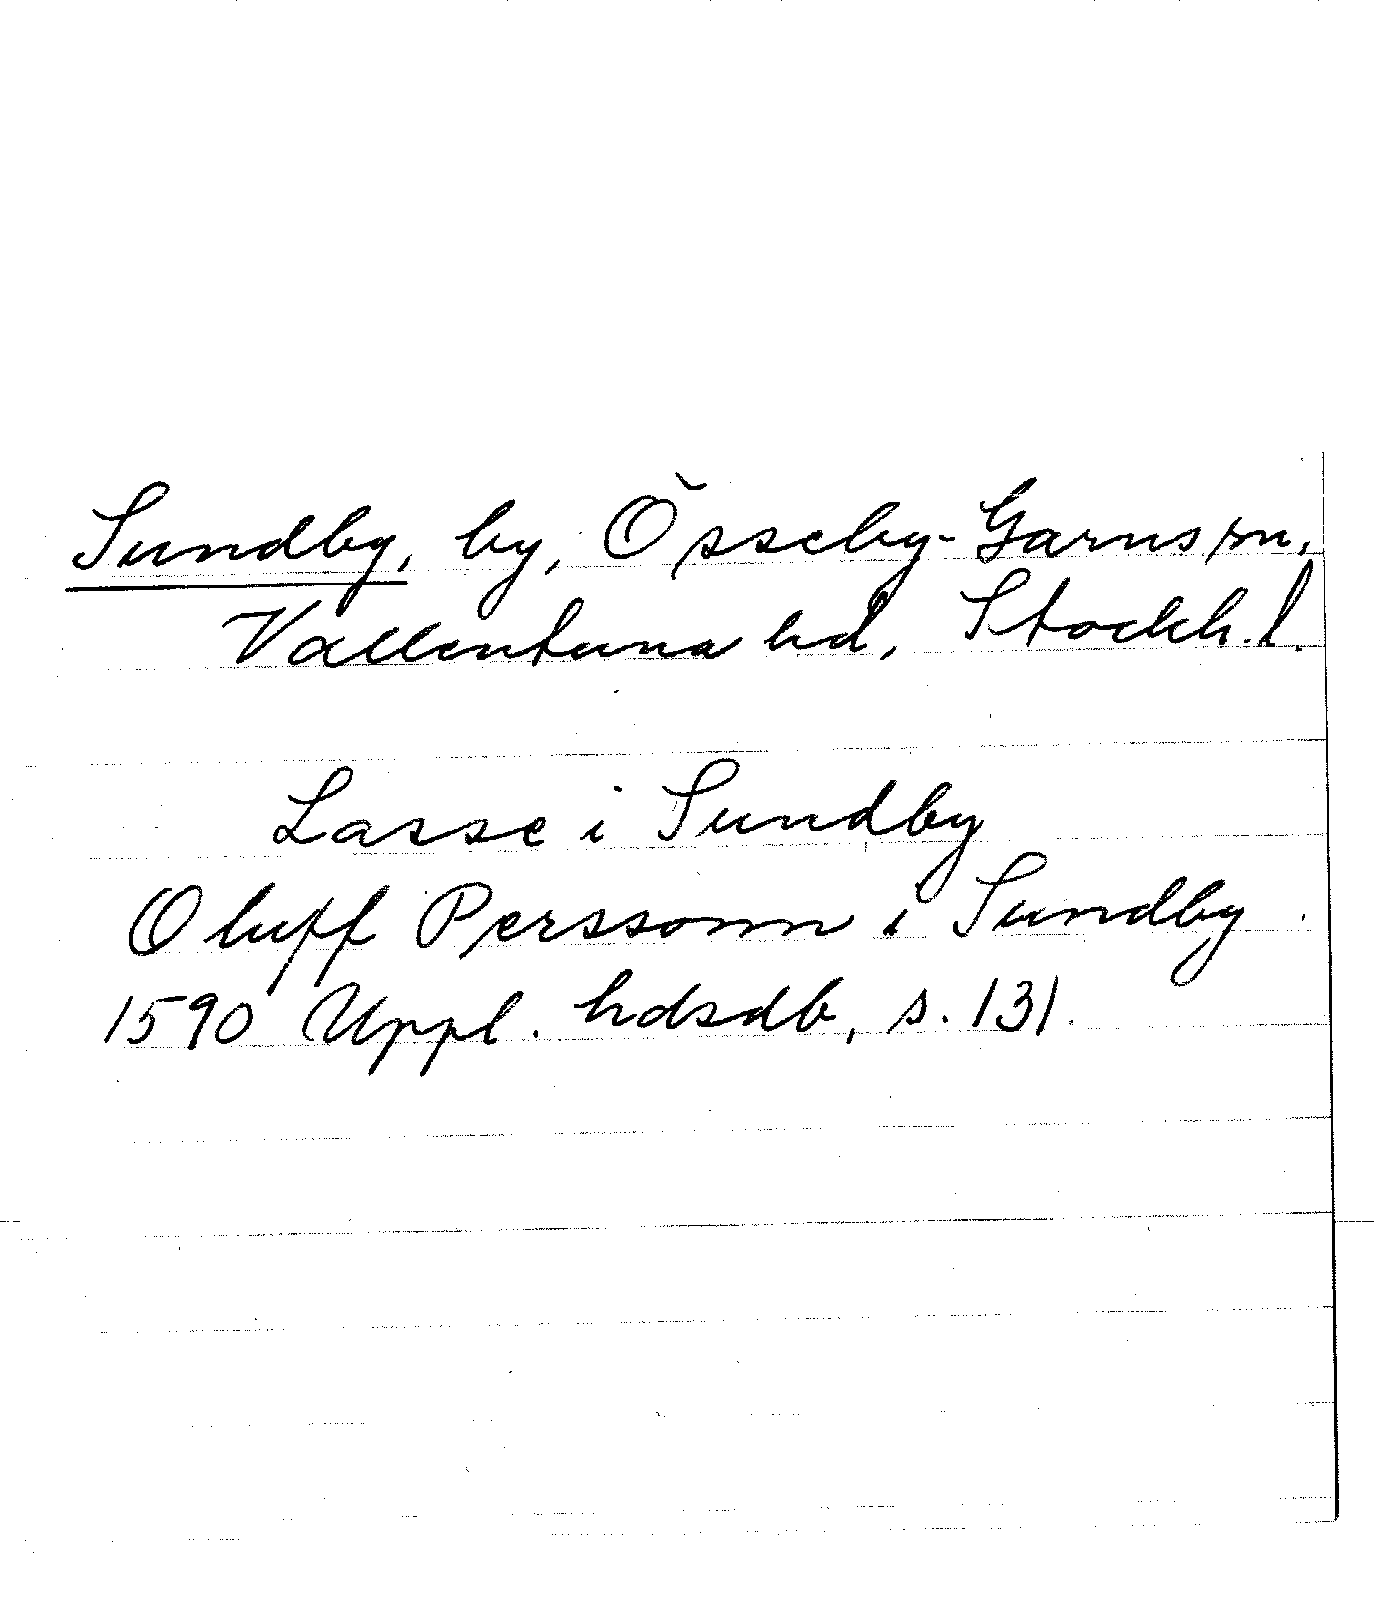 Sundby, by, Össeby-Garns sn,
Vallentuna hd, Stockh. l.
Lasse i Sundby
Oluff Perssonn i Sundby
1590 Uppl. hdsdb, s. 131.